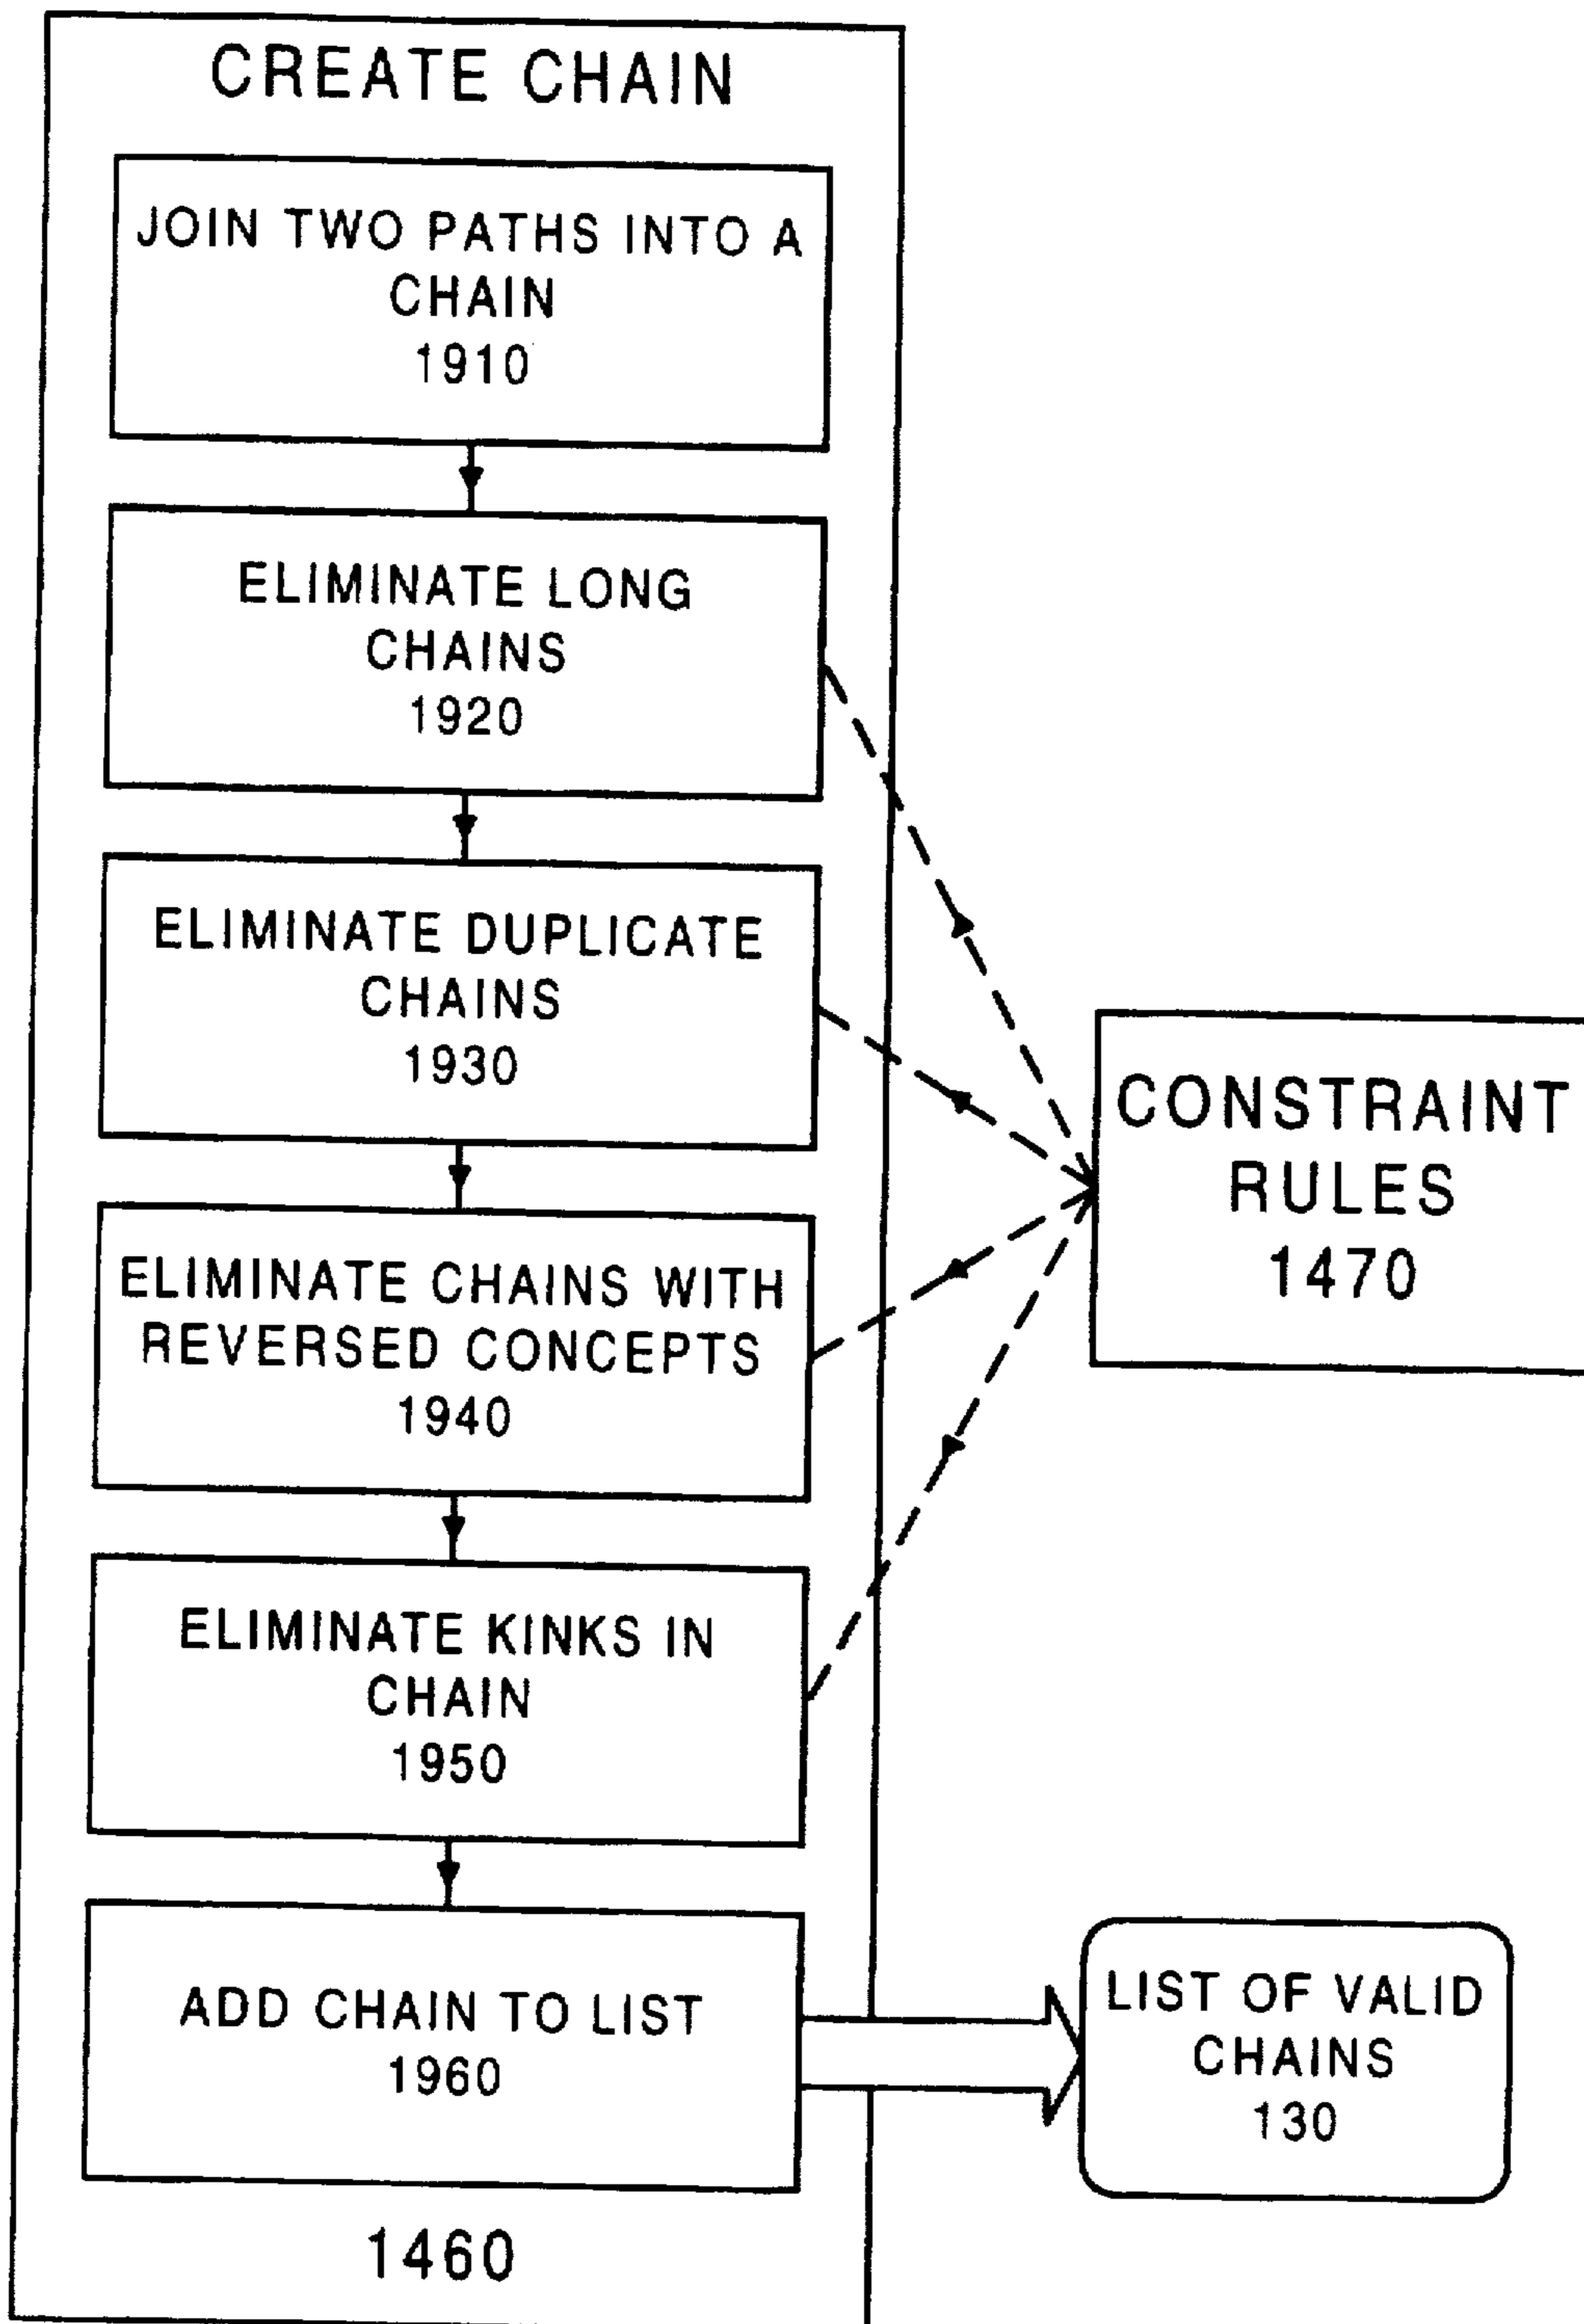 CREATE CHAIN
JOIN TWO PATHS INTO A
CHAIN
1910
ELIMINATE LONG
CHAINS
1920
ELIMINATE DUPLICATE
CHAINS
1930
ELIMINATE CHAINS WITH
REVERSED CONCEPTS
1940
ELIMINATE KINKS IN
CHAIN
1950
ADD CHAIN TO LIST
1960
1460
CONSTRAINT
RULES
1470
LIST OF VALID
CHAINS
130